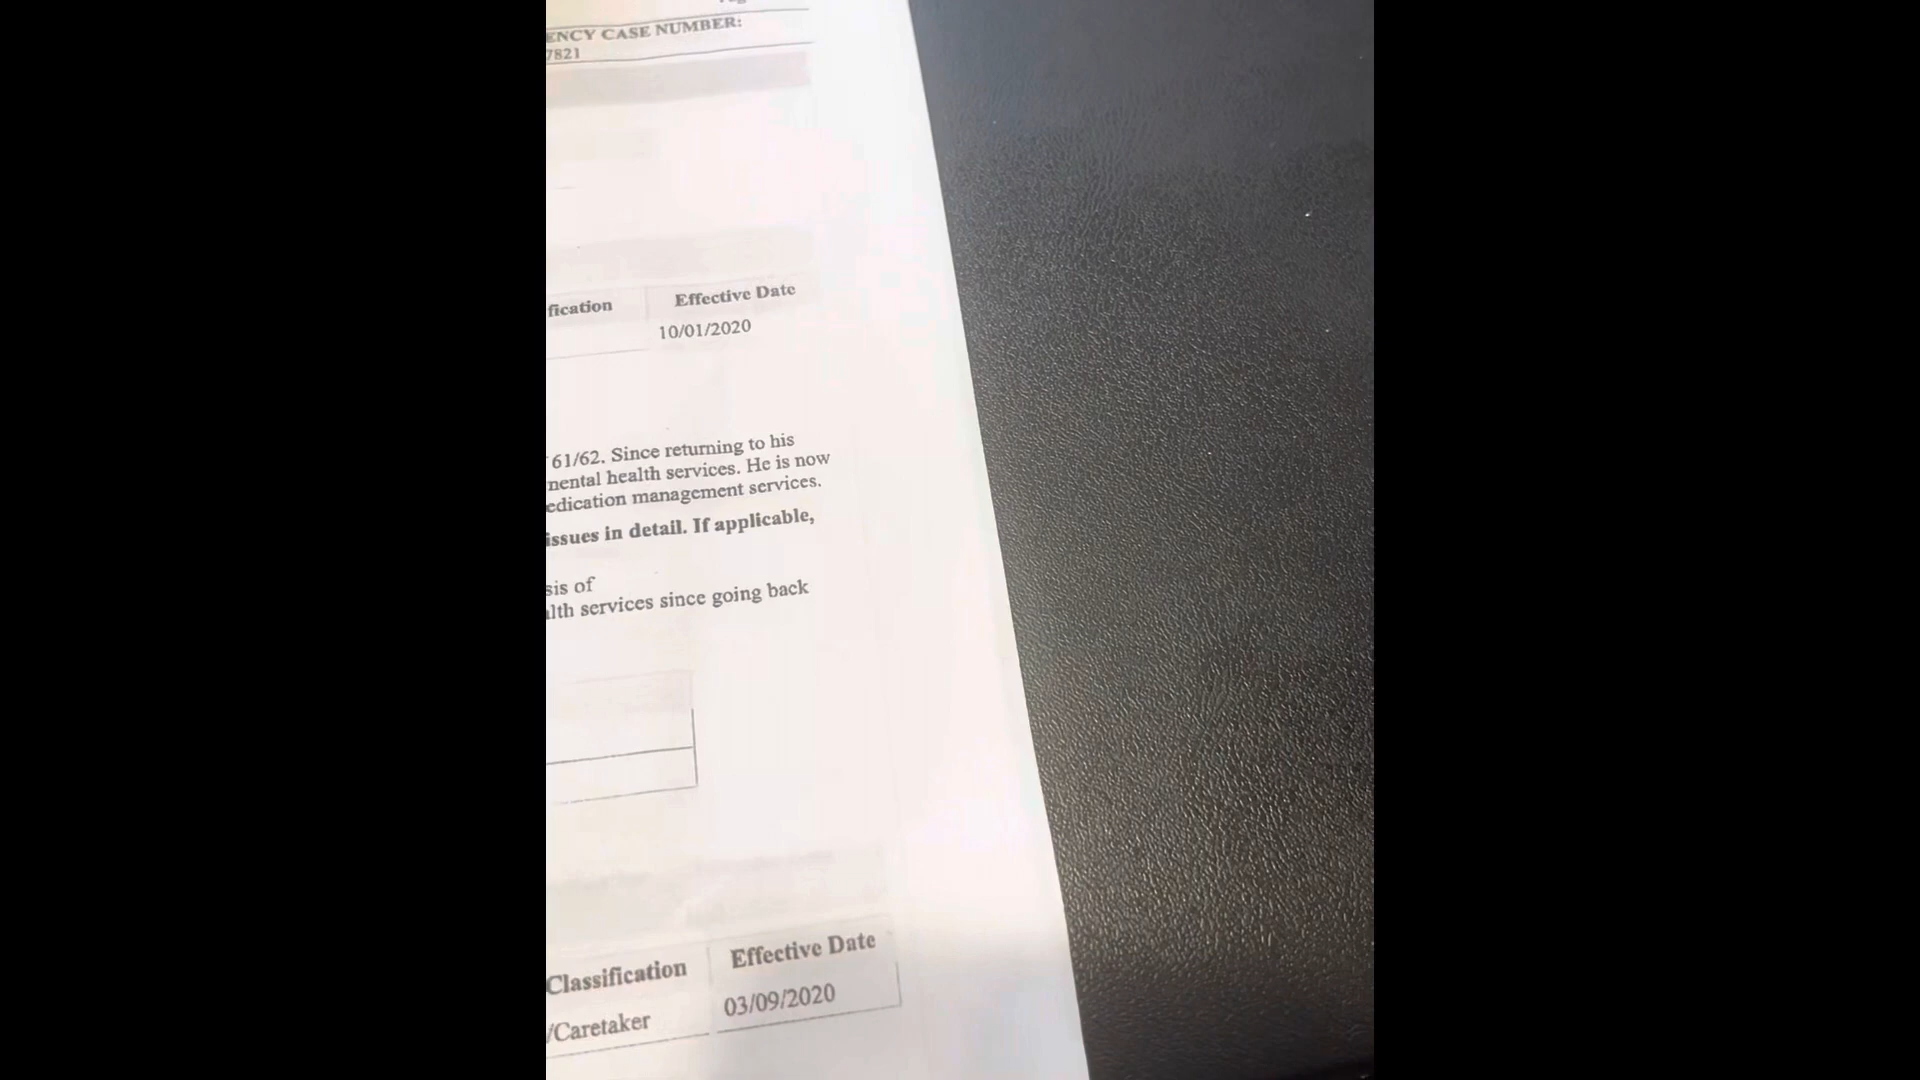 ENCY CASE NUMBER:
7821
fication
Effective Date
10/01/2020
61/62. Since returning to his
nental health services. He is now
edication management services.
issues in detail. If applicable,
sis of
lth services since going back
Classification
Effective Date
/Caretaker
03/09/2020